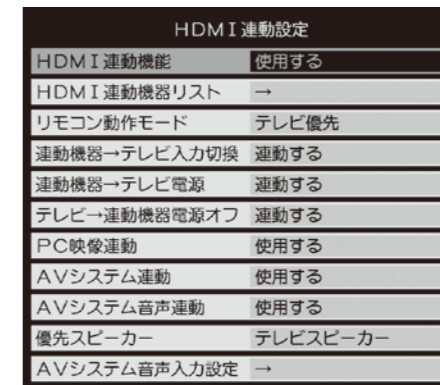 HDMI連動設定
HDMI連動機能 使用する
HDMI連動機器リスト →
リモコン動作モード テレビ優先
連動機器→テレビ入力切換 連動する
連動機器→テレビ電源 連動する
テレビ→連動機器電源オフ 連動する
PC映像連動 使用する
AVシステム連動 使用する
AVシステム音声連動 使用する
優先スピーカー テレビスピーカー
AVシステム音声入力設定 →